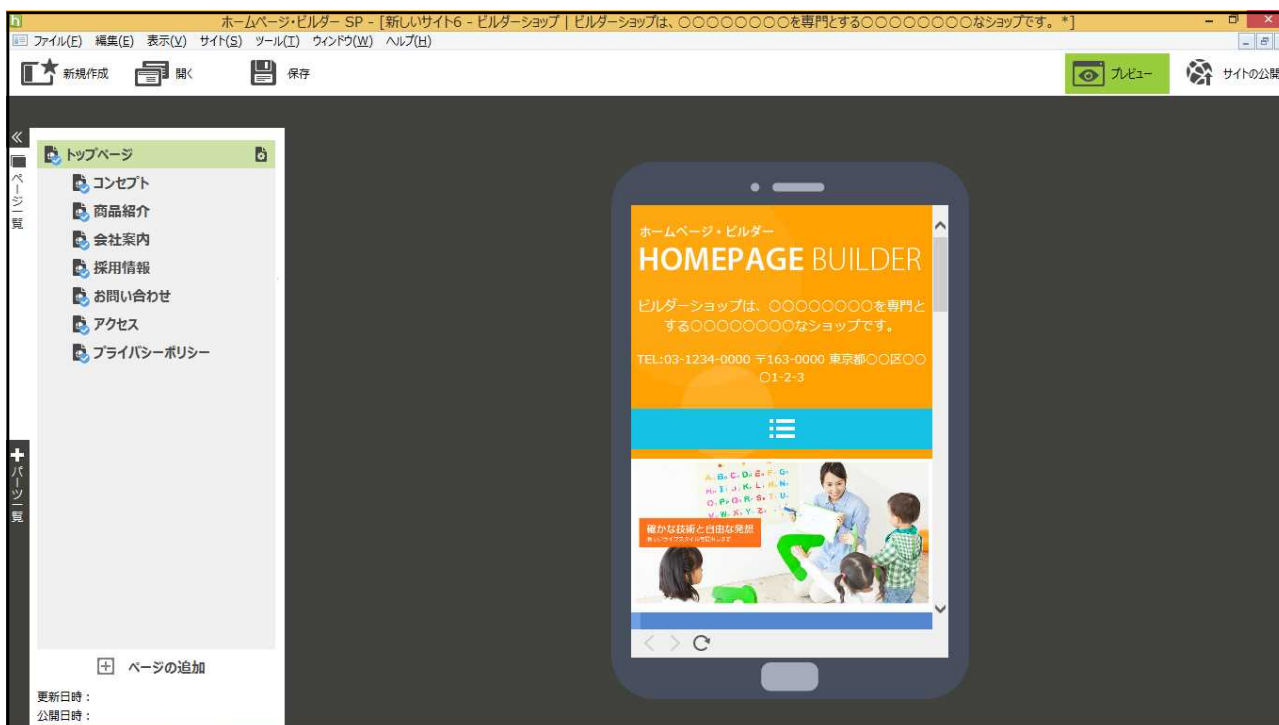 ホームページ・ビルダー SP - [新しいサイト6 - ビルダーショップ | ビルダーショップは、○○○○○○○○を専門とする○○○○○○○○なショップです。 *]
ファイル(F) 編集(E) 表示(V) サイト(S) ツール(T) ウィンドウ(W) ヘルプ(H)
新規作成 開く 保存 プレビュー サイトの公開
ページ一覧
トップページ
コンセプト
商品紹介
会社案内
採用情報
お問い合わせ
アクセス
プライバシーポリシー
パーツ一覧
ページの追加
更新日時：
公開日時：
ホームページ・ビルダー
HOMEPAGE BUILDER
ビルダーショップは、○○○○○○○○を専門と
する○○○○○○○○なショップです。
TEL:03-1234-0000 〒163-0000 東京都○○区○○
○1-2-3
A B C D E F G
H I J K L M N
O P Q R S T U
V W X Y Z
確かな技術と自由な発想